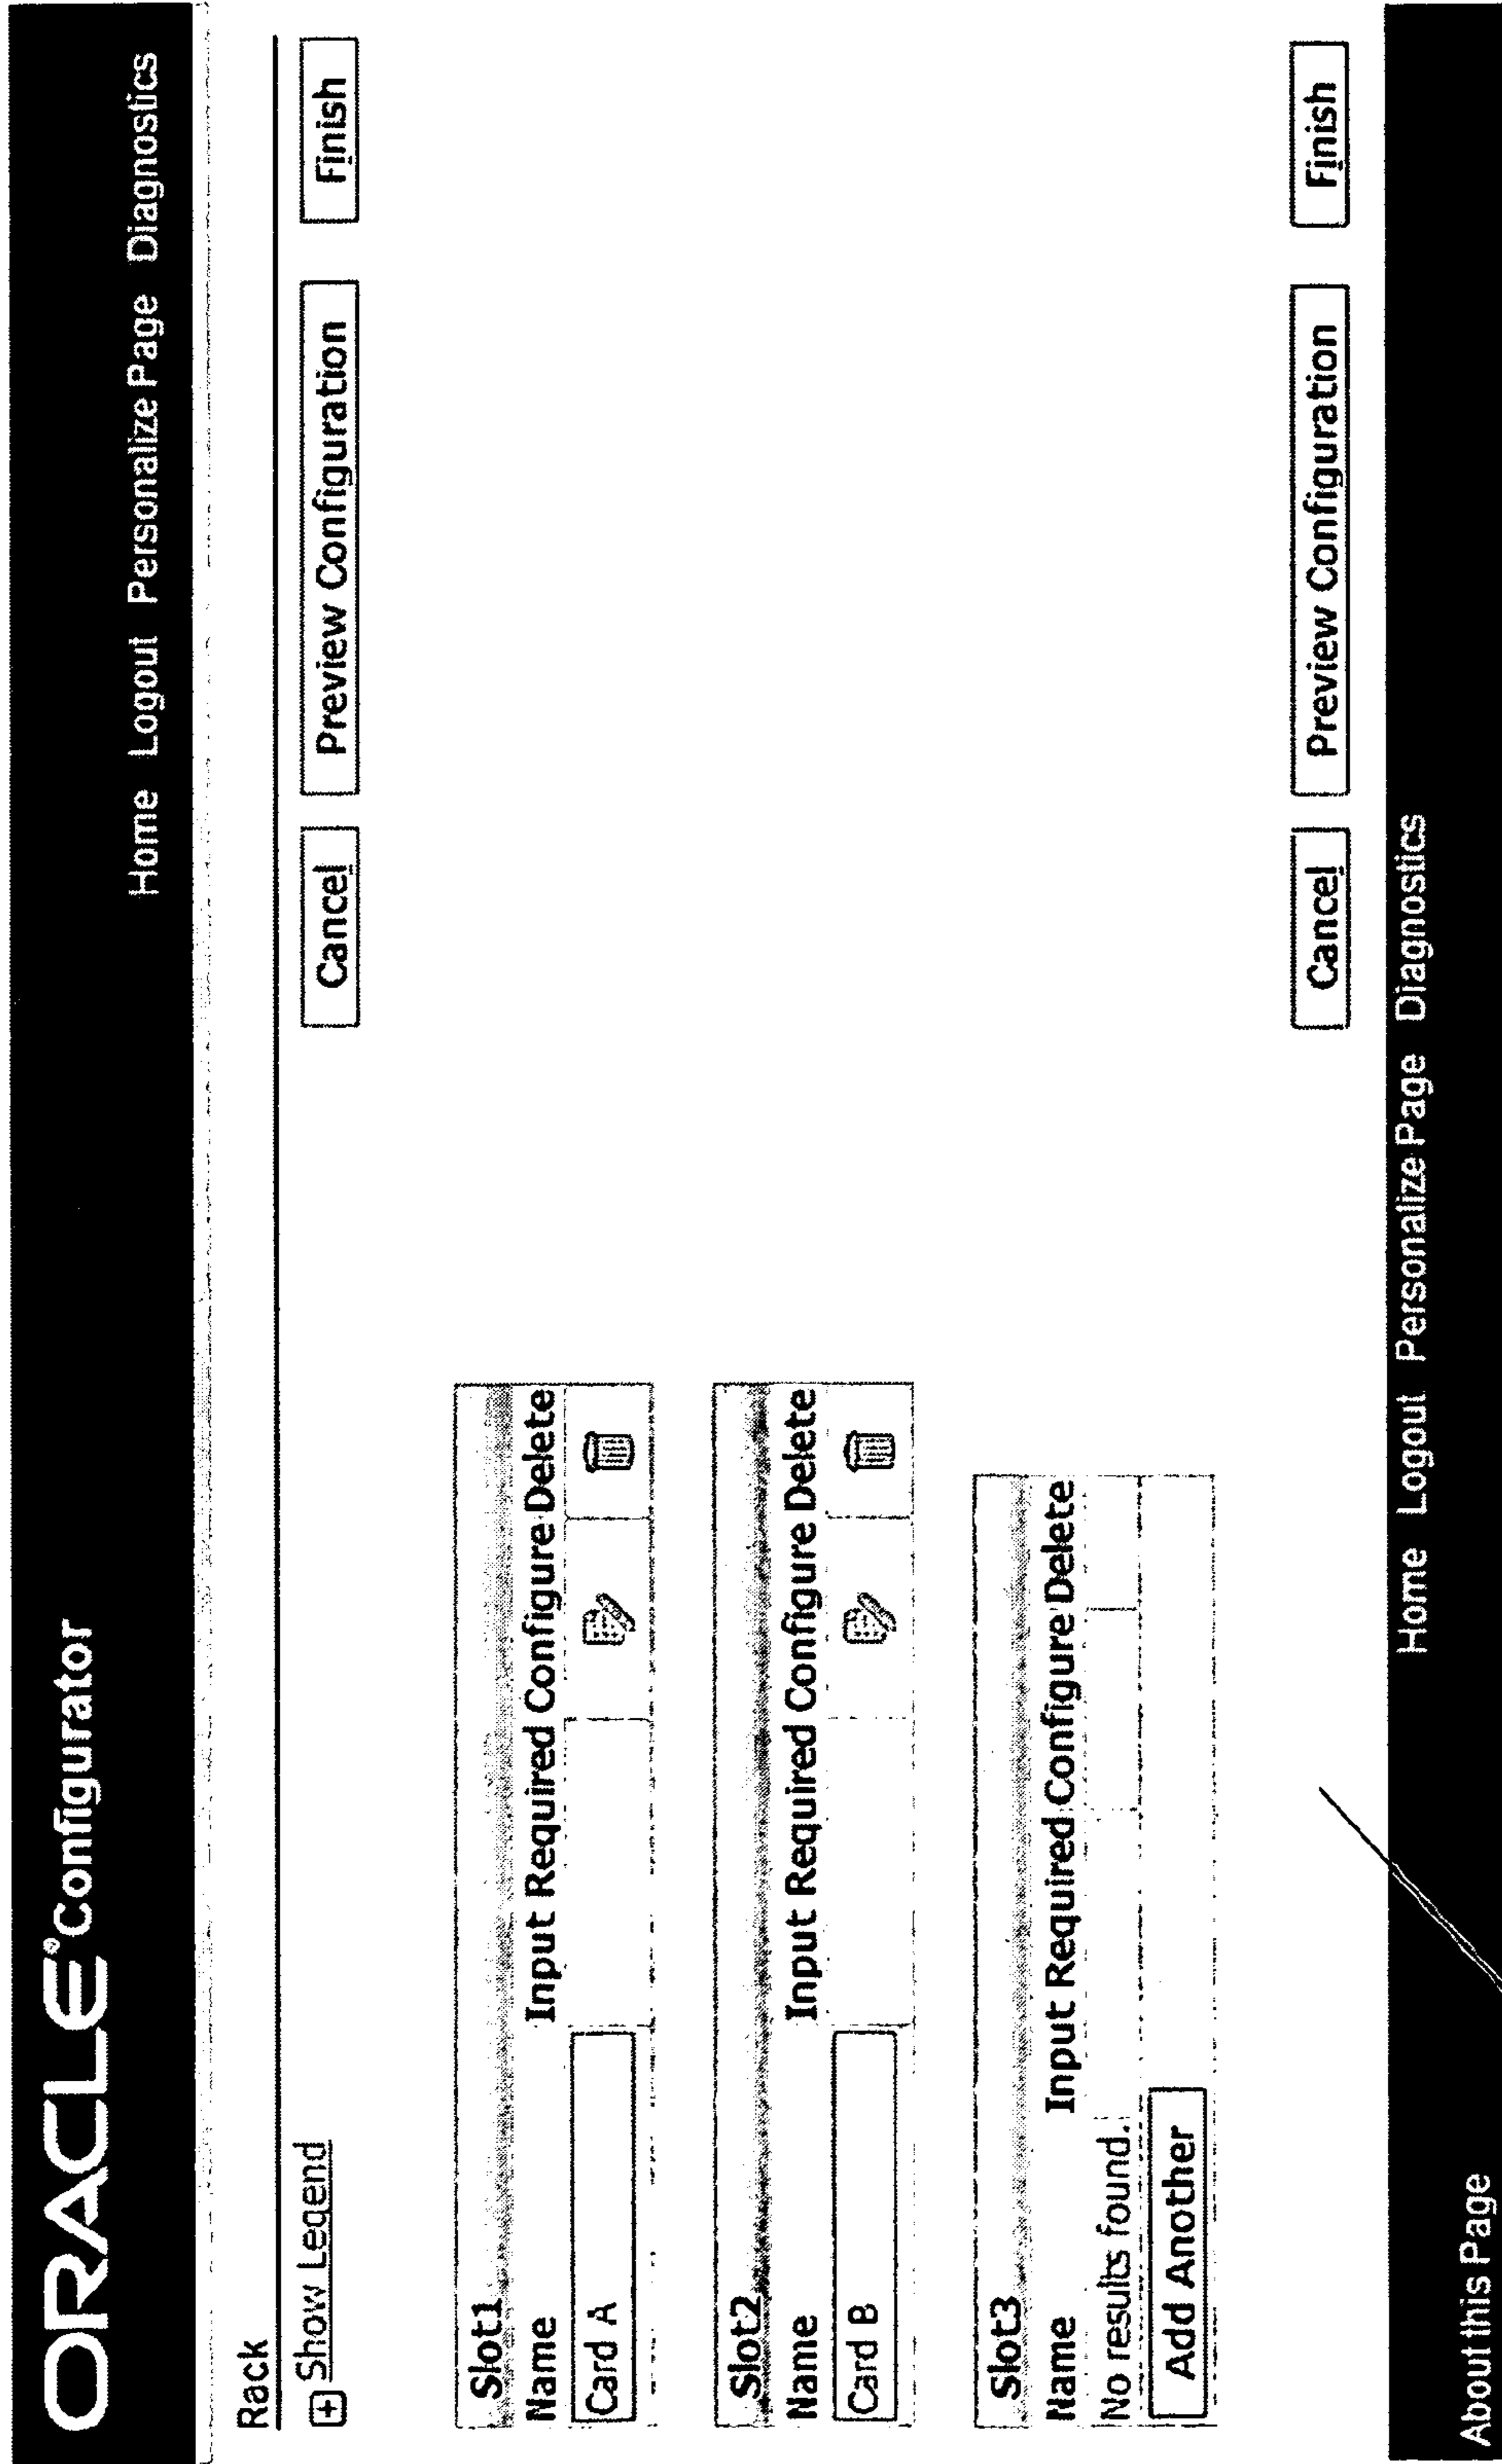 ORACLE® Configurator
Home Logout Personalize Page Diagnostics
Rack
Show Legend
Cancel Preview Configuration Finish
Slot1
Name Input Required Configure Delete
Card A
Slot2
Name Input Required Configure Delete
Card B
Slot3
Name Input Required Configure Delete
No results found.
Add Another
Cancel Preview Configuration Finish
Home Logout Personalize Page Diagnostics
About this Page